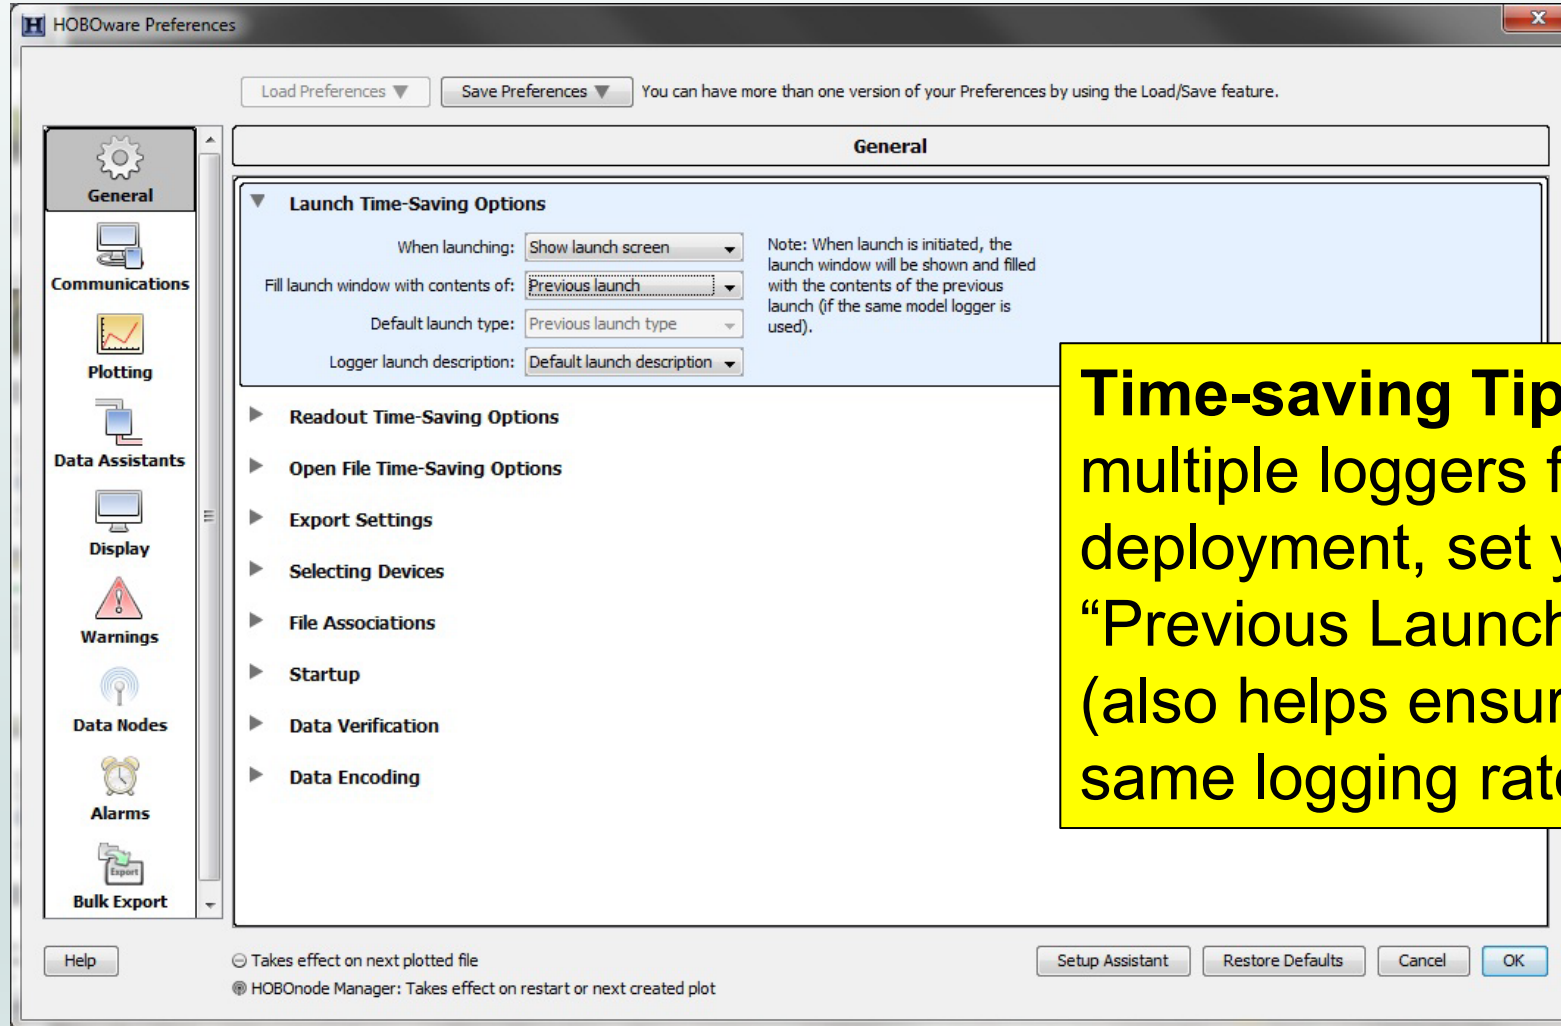 HOBOware Preferences
Load Preferences Save Preferences You can have more than one version of your Preferences by using the Load/Save feature.
General
Communications
Plotting
Data Assistants
Display
Warnings
Data Nodes
Alarms
Export
Bulk Export
General
Launch Time-Saving Options
When launching: Show launch screen
Fill launch window with contents of: Previous launch
Default launch type: Previous launch type
Logger launch description: Default launch description
Note: When launch is initiated, the
launch window will be shown and filled
with the contents of the previous
launch (if the same model logger is
used).
Readout Time-Saving Options
Open File Time-Saving Options
Export Settings
Selecting Devices
File Associations
Startup
Data Verification
Data Encoding
Time-saving Tip
multiple loggers
deployment, set
“Previous Launch
(also helps
same logging
Help
Takes effect on next plotted file
HOBOnode Manager: Takes effect on restart or next created plot
Setup Assistant Restore Defaults Cancel OK